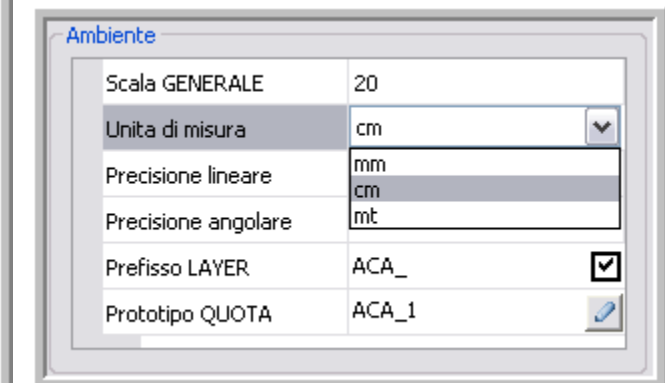 Ambiente
Scala GENERALE 20
Unita di misura cm
Precisione lineare mm
cm
Precisione angolare mt
Prefisso LAYER ACA_
Prototipo QUOTA ACA_1